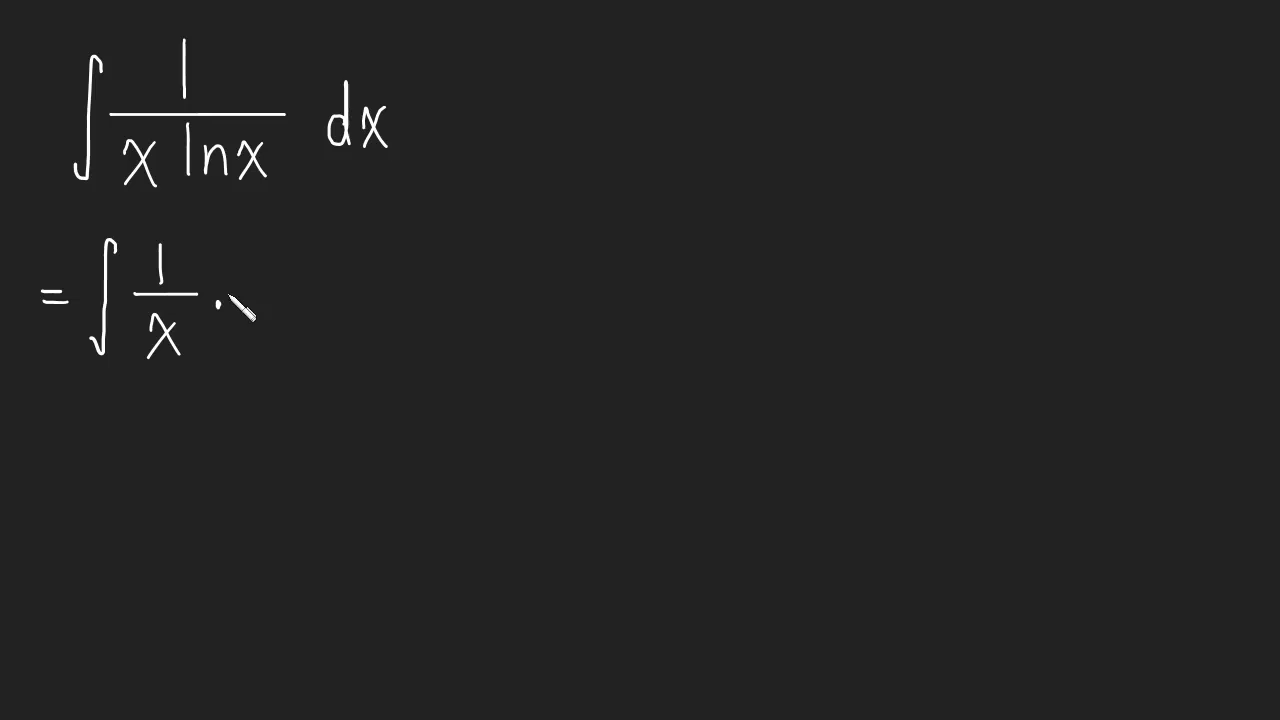 ∫ 1/(x ln x) dx
= ∫ 1/x ·